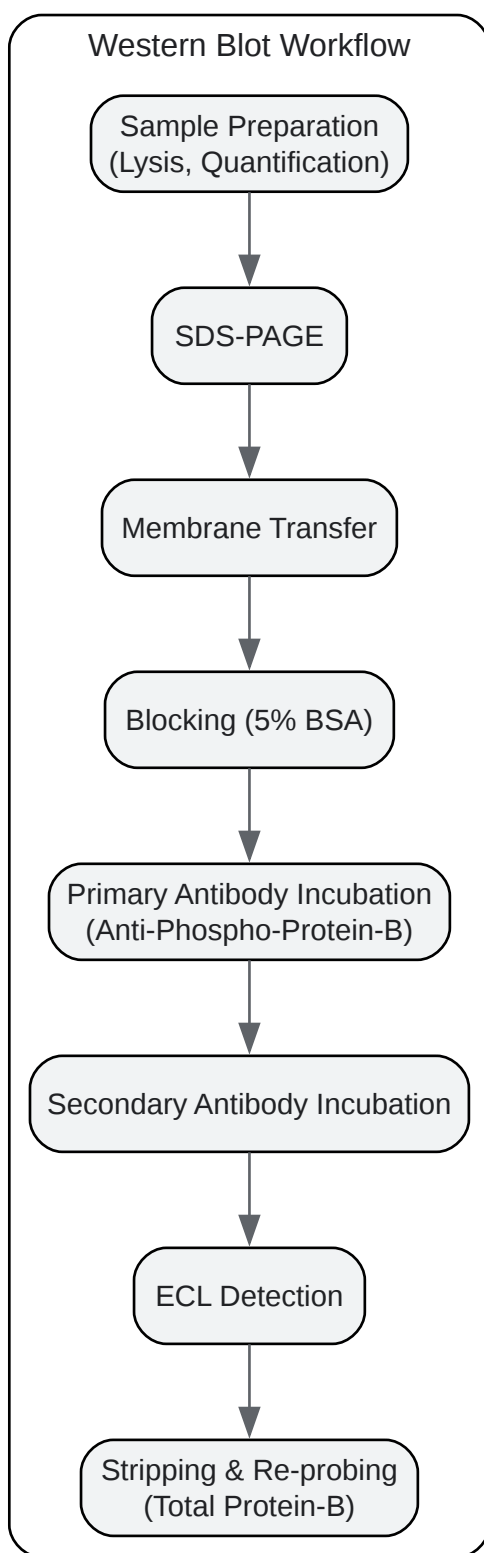 Western Blot Workflow
Sample Preparation
(Lysis, Quantification)
SDS-PAGE
Membrane Transfer
Blocking (5% BSA)
Primary Antibody Incubation
(Anti-Phospho-Protein-B)
Secondary Antibody Incubation
ECL Detection
Stripping & Re-probing
(Total Protein-B)